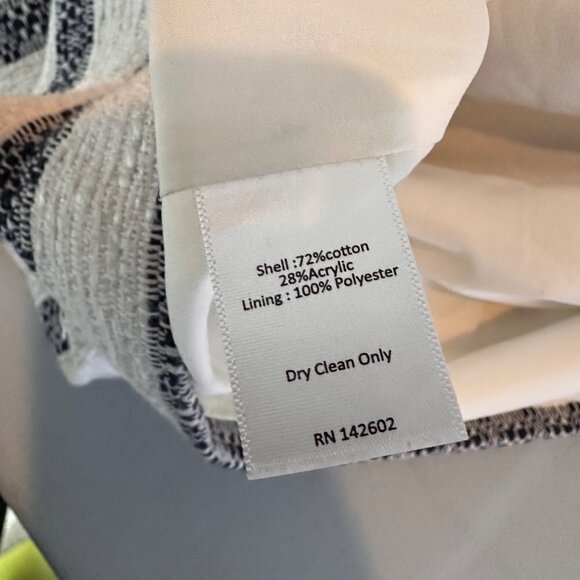 Shell :72%cotton
28%Acrylic
Lining : 100% Polyester
Dry Clean Only
RN 142602